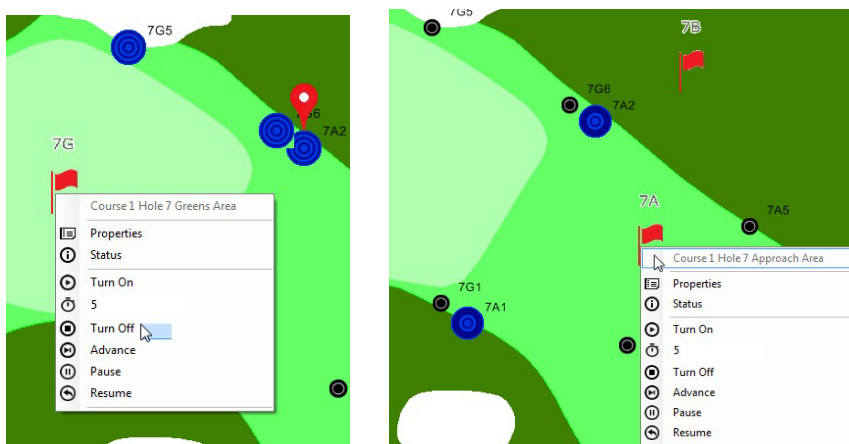 7G5
7A2
7G
Course 1 Hole 7 Greens Area
Properties
Status
Turn On
5
Turn Off
Advance
Pause
Resume
7G5
7B
7G6
7A2
7A
7A5
Course 1 Hole 7 Approach Area
7G1
7A1
Properties
Status
Turn On
5
Turn Off
Advance
Pause
Resume